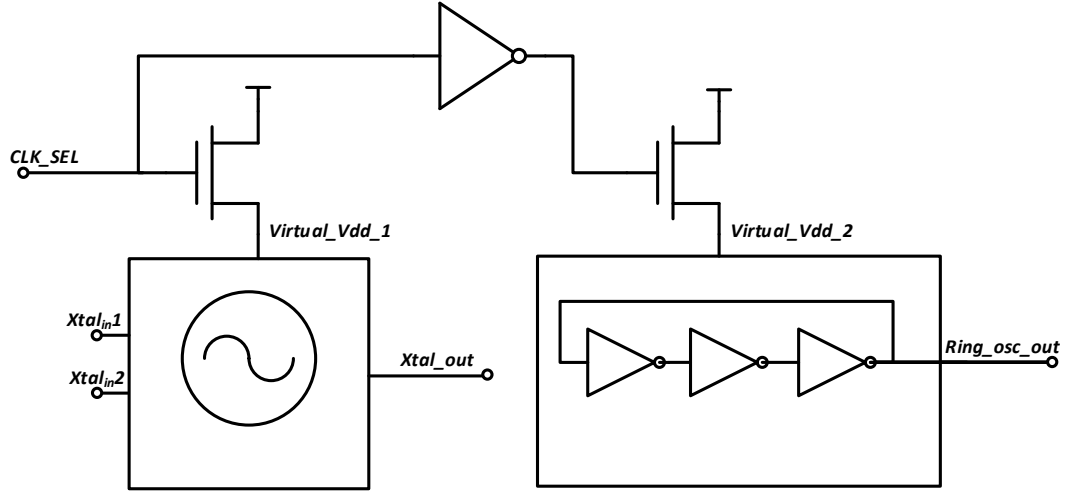 CLK_SEL
Virtual_Vdd_1
Virtual_Vdd_2
Xtalin1
Xtal_out
Ring_osc_out
Xtalin2